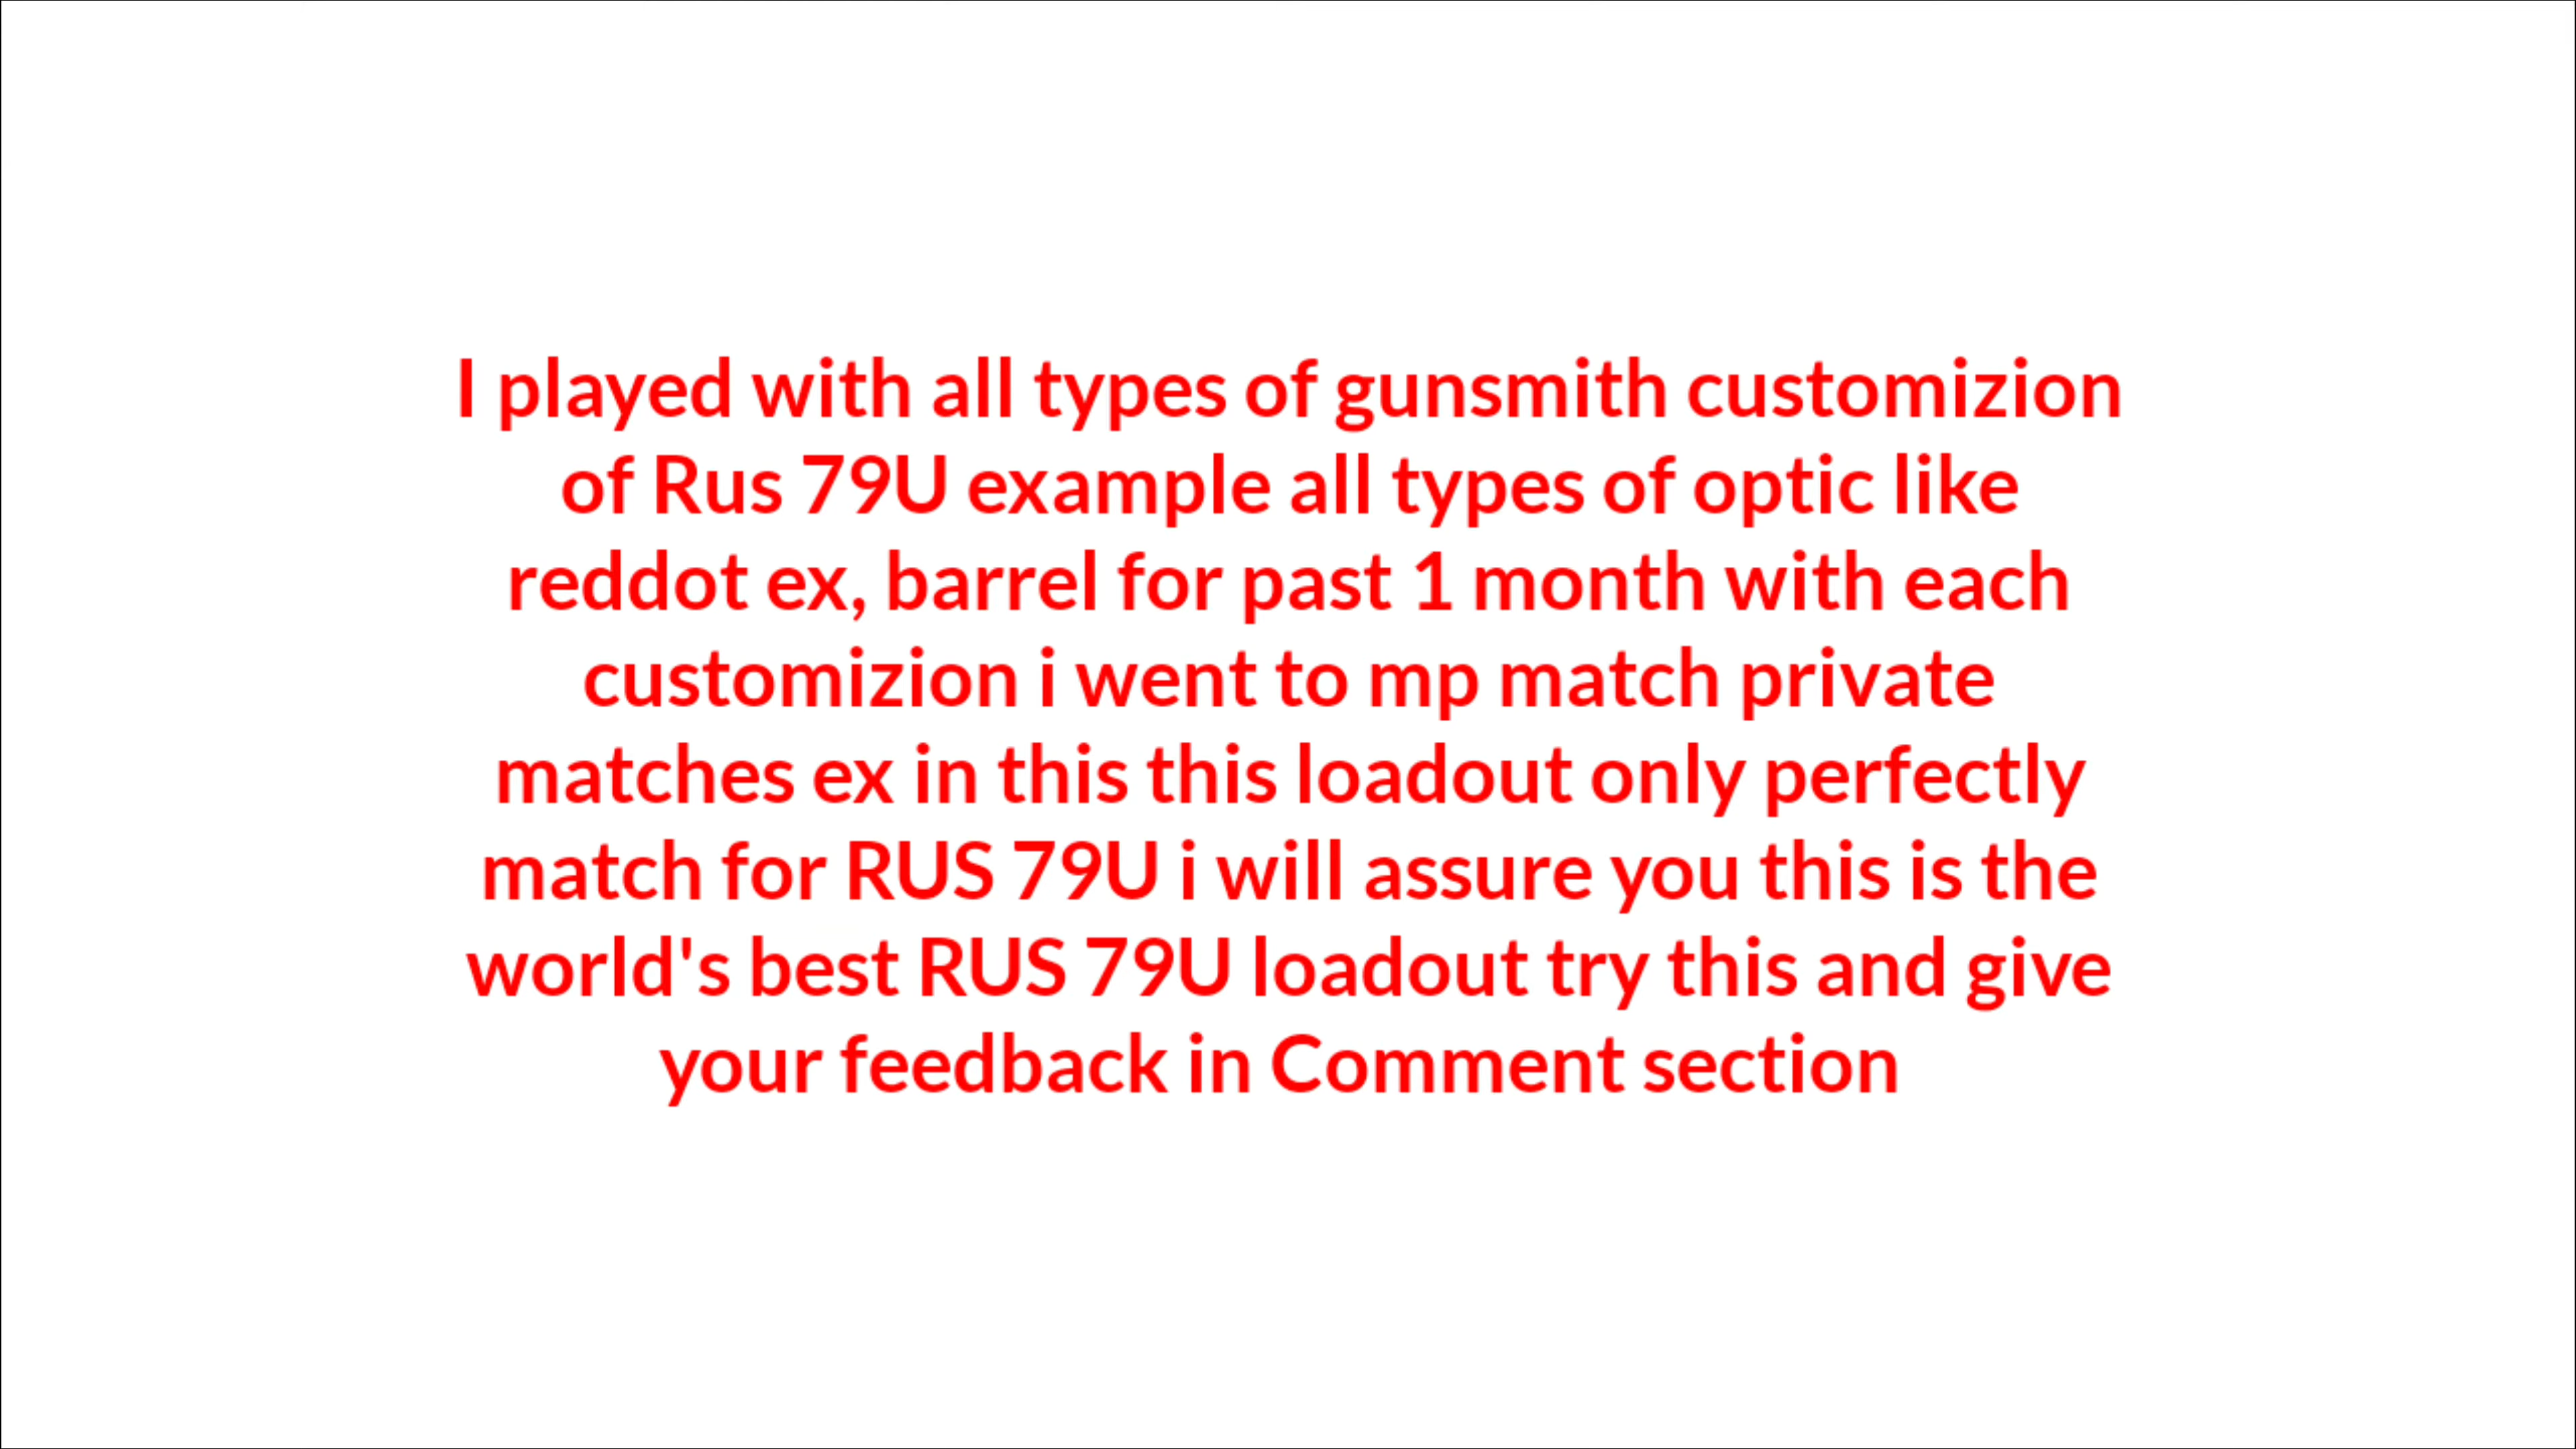 I played with all types of gunsmith customizion
of Rus 79U example all types of optic like
reddot ex, barrel for past 1 month with each
customizion i went to mp match private
matches ex in this this loadout only perfectly
match for RUS 79U i will assure you this is the
world's best RUS 79U loadout try this and give
your feedback in Comment section